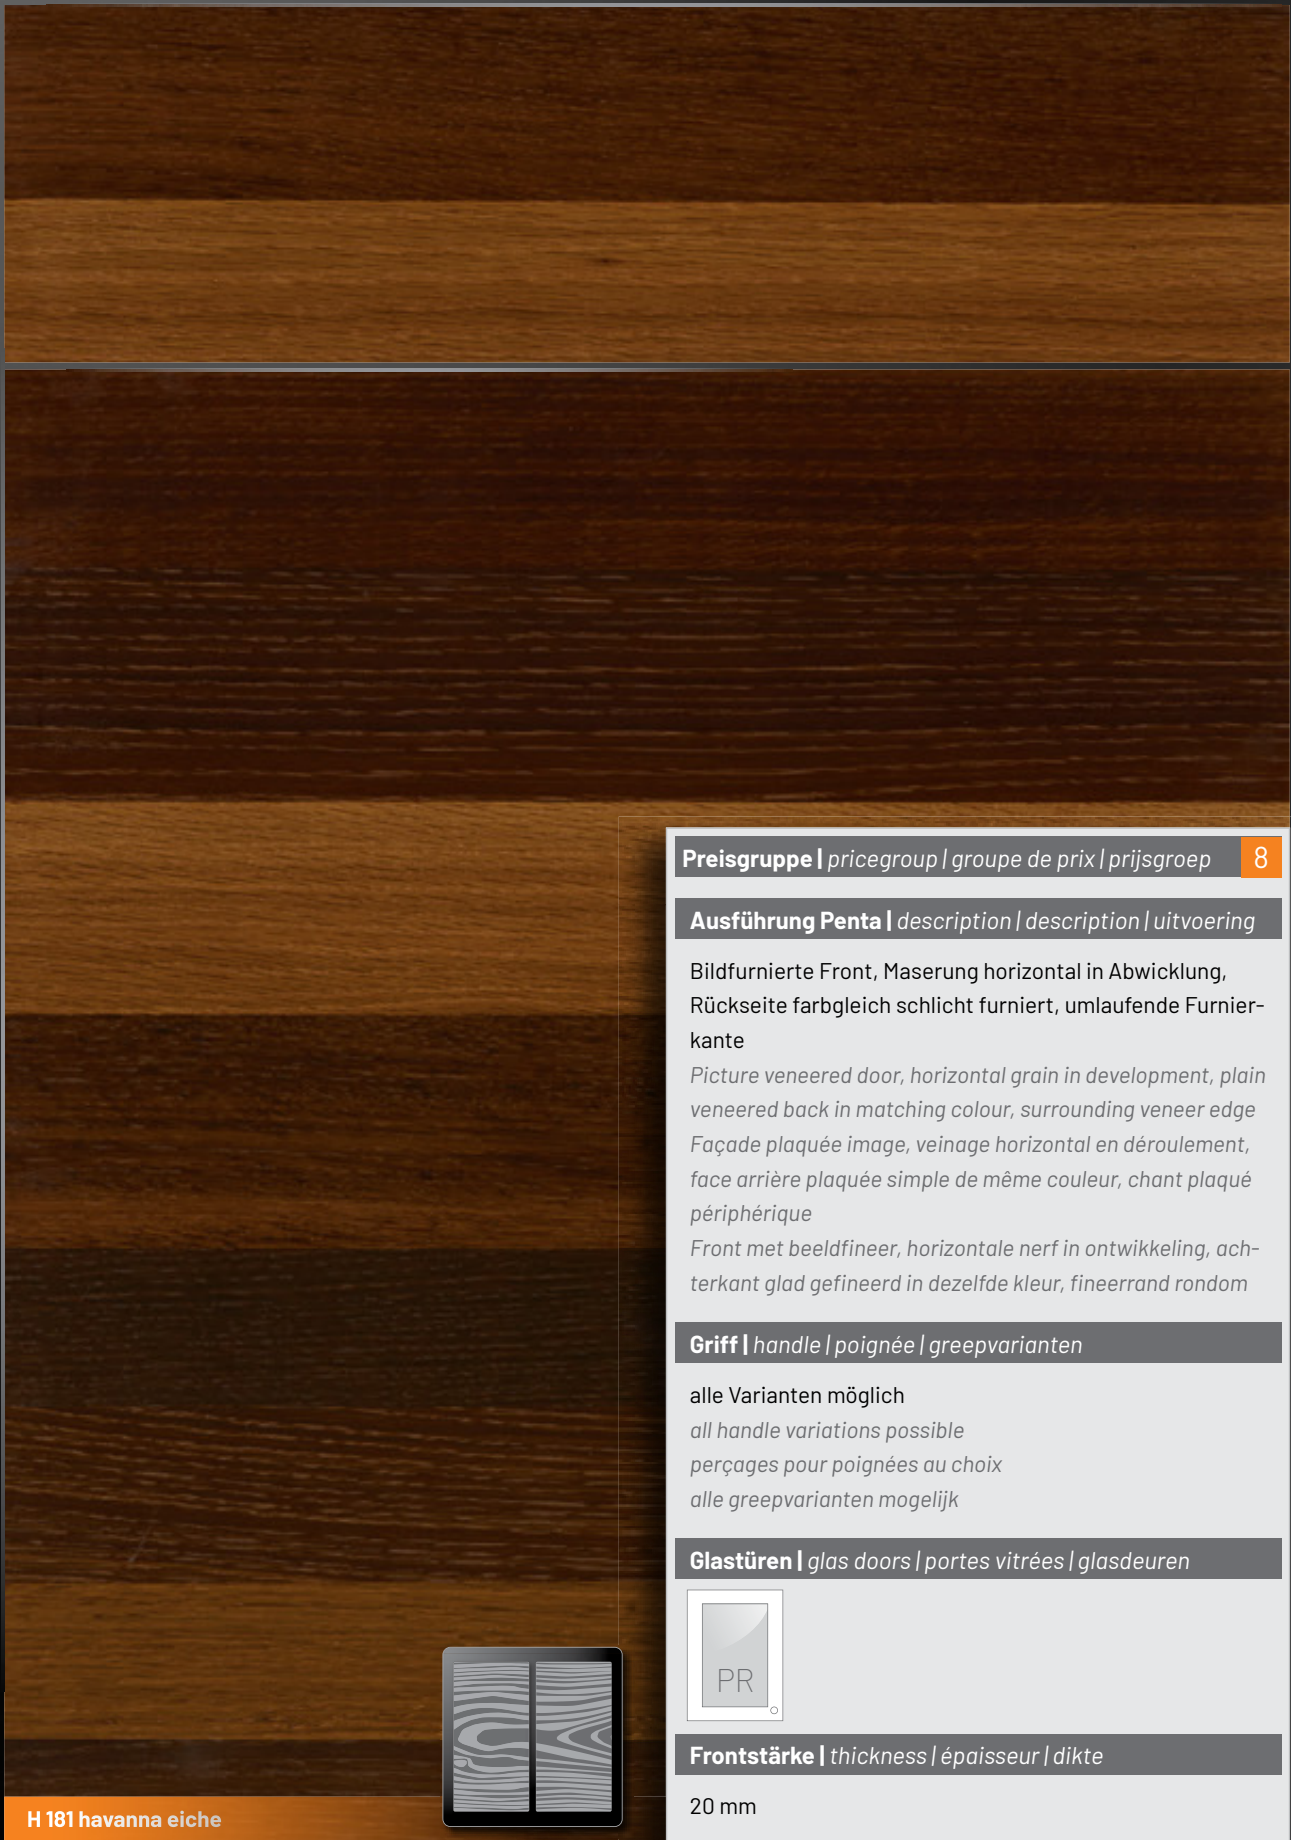 Preisgruppe | pricegroup | groupe de prix | prijsgroep 8
Ausführung Penta | description | description | uitvoering
Bildfurnierte Front, Maserung horizontal in Abwicklung,
Rückseite farbgleich schlicht furniert, umlaufende Furnier-
kante
Picture veneered door, horizontal grain in development, plain
veneered back in matching colour, surrounding veneer edge
Façade plaquée image, veinage horizontal en déroulement,
face arrière plaquée simple de même couleur, chant plaqué
périphérique
Front met beeldfineer, horizontale nerf in ontwikkeling, ach-
terkant glad gefineerd in dezelfde kleur, fineerrand rondom
Griff | handle | poignée | greepvarianten
alle Varianten möglich
all handle variations possible
perçages pour poignées au choix
alle greepvarianten mogelijk
Glastüren | glas doors | portes vitrées | glasdeuren
PR
Frontstärke | thickness | épaisseur | dikte
20 mm
H 181 havanna eiche